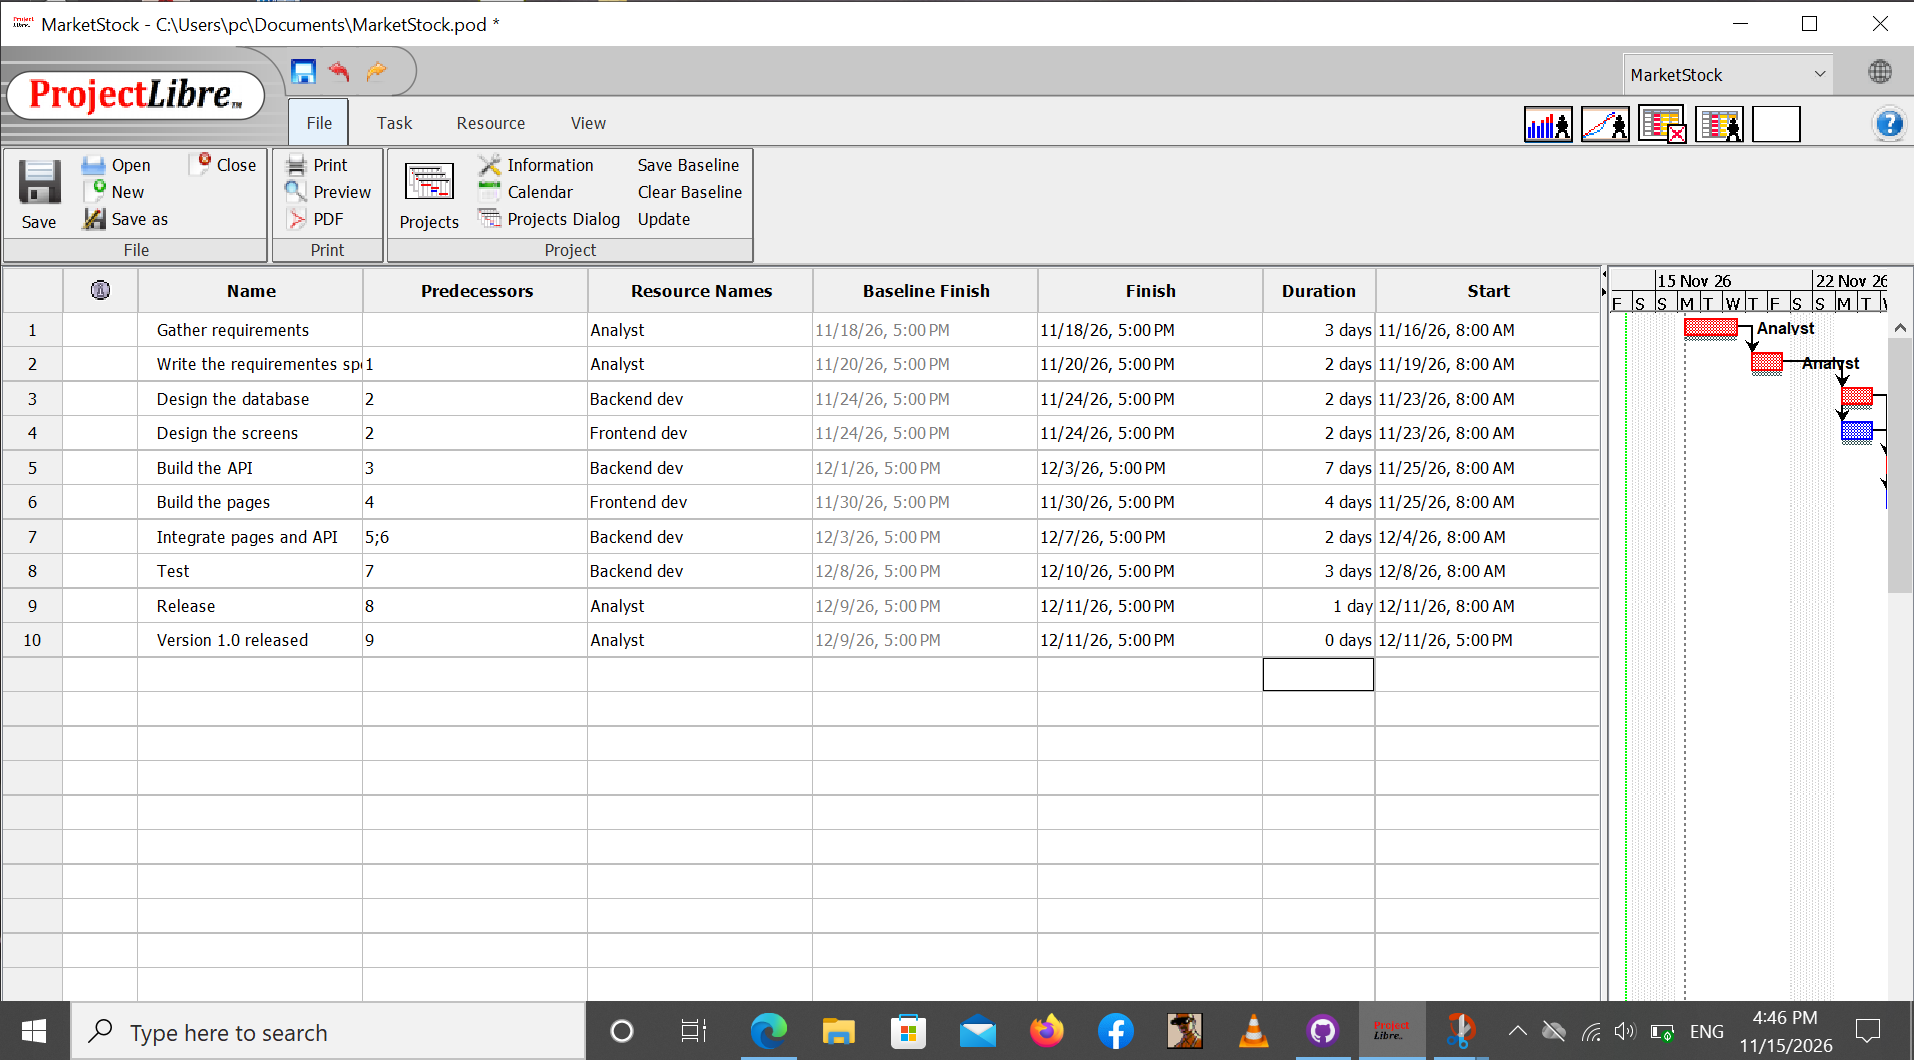 MarketStock - C:\Users\pc\Documents\MarketStock.pod *
ProjectLibre™
MarketStock
File Task Resource View
Save
Open
New
Save as
Close
File
Print
Preview
PDF
Print
Projects
Information
Calendar
Projects Dialog
Save Baseline
Clear Baseline
Update
Project
Name Predecessors Resource Names Baseline Finish Finish Duration Start
1 Gather requirements Analyst 11/18/26, 5:00 PM 11/18/26, 5:00 PM 3 days 11/16/26, 8:00 AM
2 Write the requirementes sp 1 Analyst 11/20/26, 5:00 PM 11/20/26, 5:00 PM 2 days 11/19/26, 8:00 AM
3 Design the database 2 Backend dev 11/24/26, 5:00 PM 11/24/26, 5:00 PM 2 days 11/23/26, 8:00 AM
4 Design the screens 2 Frontend dev 11/24/26, 5:00 PM 11/24/26, 5:00 PM 2 days 11/23/26, 8:00 AM
5 Build the API 3 Backend dev 12/1/26, 5:00 PM 12/3/26, 5:00 PM 7 days 11/25/26, 8:00 AM
6 Build the pages 4 Frontend dev 11/30/26, 5:00 PM 11/30/26, 5:00 PM 4 days 11/25/26, 8:00 AM
7 Integrate pages and API 5;6 Backend dev 12/3/26, 5:00 PM 12/7/26, 5:00 PM 2 days 12/4/26, 8:00 AM
8 Test 7 Backend dev 12/8/26, 5:00 PM 12/10/26, 5:00 PM 3 days 12/8/26, 8:00 AM
9 Release 8 Analyst 12/9/26, 5:00 PM 12/11/26, 5:00 PM 1 day 12/11/26, 8:00 AM
10 Version 1.0 released 9 Analyst 12/9/26, 5:00 PM 12/11/26, 5:00 PM 0 days 12/11/26, 5:00 PM
15 Nov 26 22 Nov 26
F S S M T W T F S S M T W
Analyst
Analyst
Type here to search
Project
Libre
ENG
4:46 PM
11/15/2026